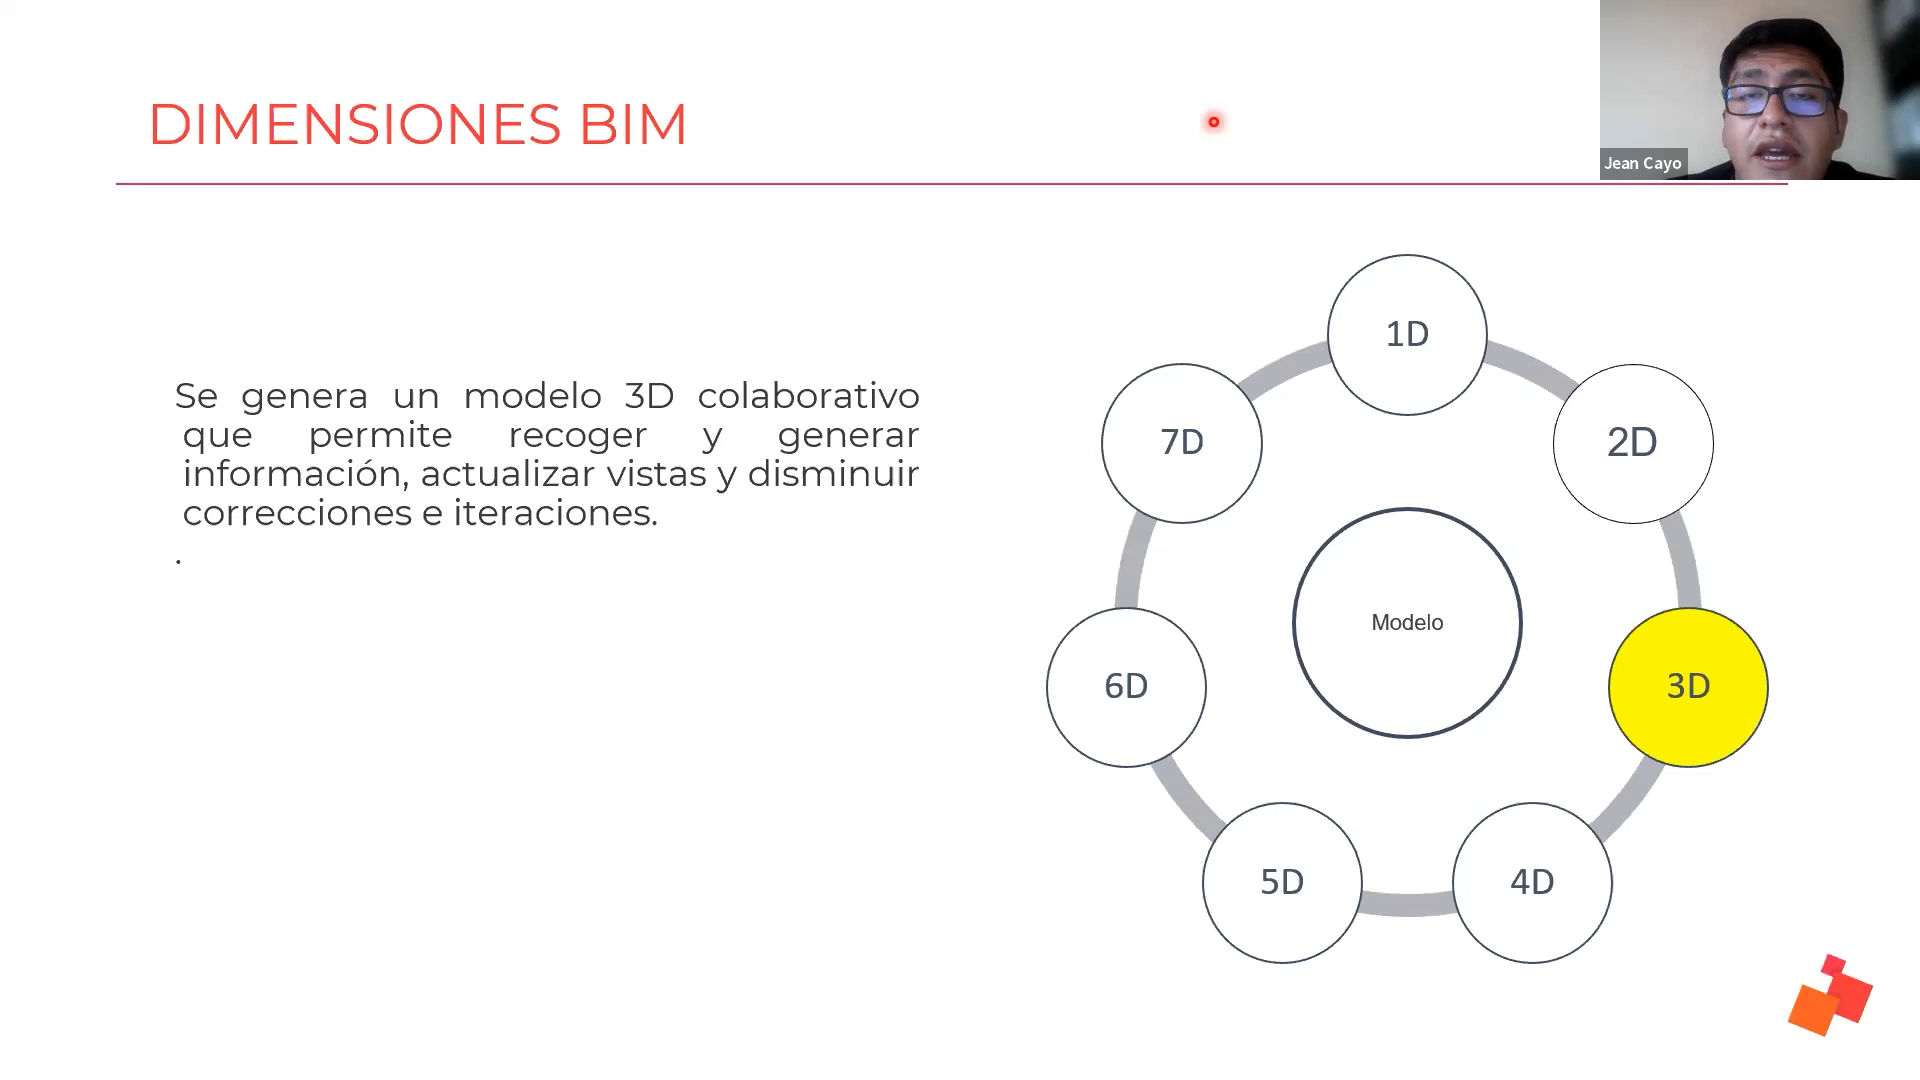 DIMENSIONES BIM
Jean Cayo
Se genera un modelo 3D colaborativo
que permite recoger y generar
información, actualizar vistas y disminuir
correcciones e iteraciones.
.
1D
7D
2D
Modelo
6D
3D
5D
4D